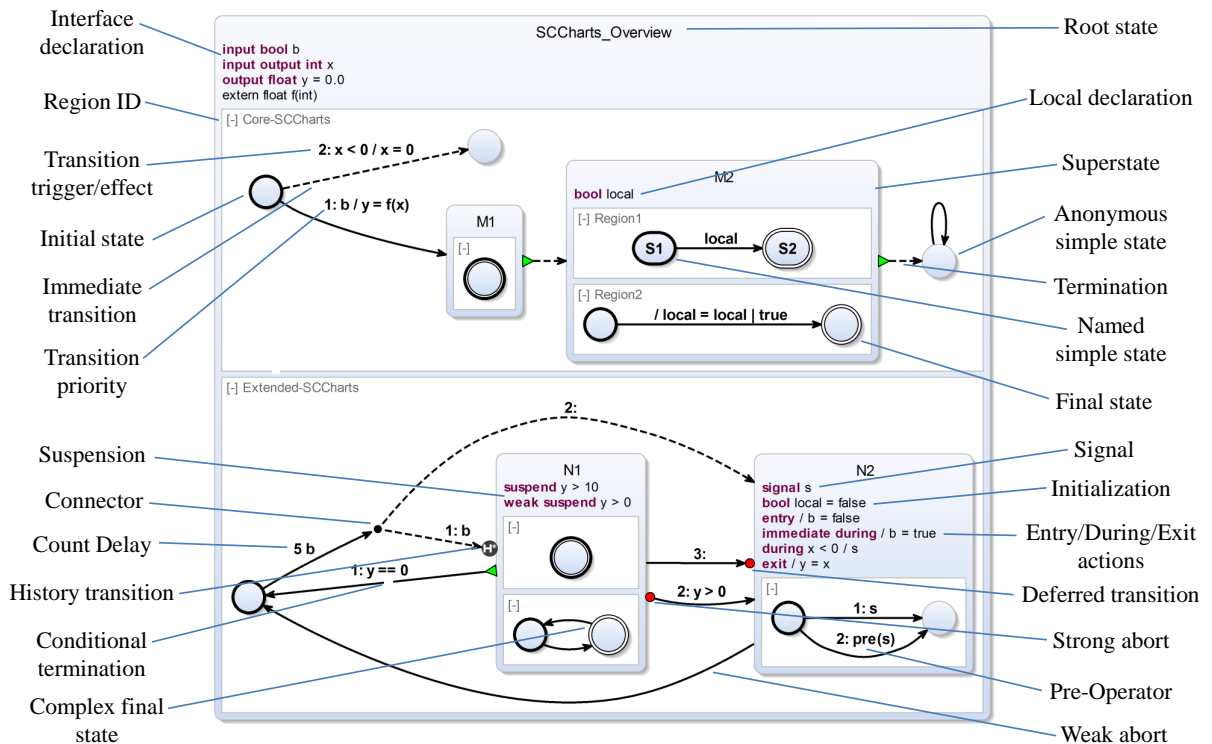 Interface
declaration
Region ID
Transition
trigger/effect
Initial state
Immediate
transition
Transition
priority
Suspension
Connector
Count Delay
History transition
Conditional
termination
Complex final
state
SCCharts_Overview
input bool b
input output int x
output float y = 0.0
extern float f(int)
[-] Core-SCCharts
2: x < 0 / x = 0
1: b / y = f(x)
M1
[-]
M2
bool local
[-] Region1
S1
local
S2
[-] Region2
/ local = local | true
[-] Extended-SCCharts
2:
5 b
1: b
H*
1: y == 0
N1
suspend y > 10
weak suspend y > 0
[-]
[-]
3:
2: y > 0
N2
signal s
bool local = false
entry / b = false
immediate during / b = true
during x < 0 / s
exit / y = x
[-]
1: s
2: pre(s)
Root state
Local declaration
Superstate
Anonymous
simple state
Termination
Named
simple state
Final state
Signal
Initialization
Entry/During/Exit
actions
Deferred transition
Strong abort
Pre-Operator
Weak abort